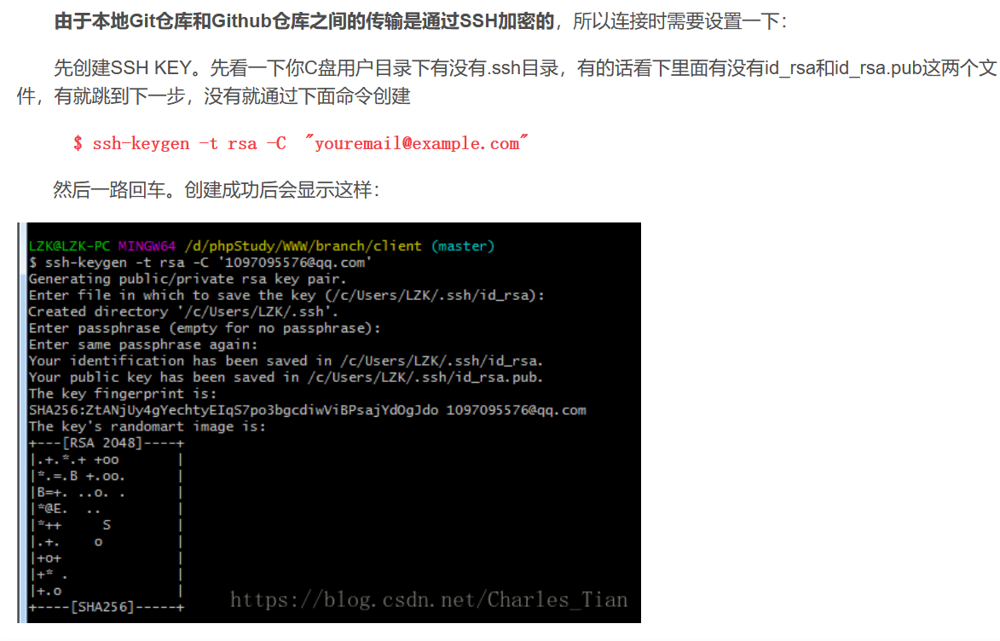 由于本地Git仓库和Github仓库之间的传输是通过SSH加密的，所以连接时需要设置一下：
先创建SSH KEY。先看一下你C盘用户目录下有没有.ssh目录，有的话看下里面有没有id_rsa和id_rsa.pub这两个文
件，有就跳到下一步，没有就通过下面命令创建
$ ssh-keygen -t rsa -C  "youremail@example.com"
然后一路回车。创建成功后会显示这样：
LZK@LZK-PC MINGW64 /d/phpStudy/WWW/branch/client (master)
$ ssh-keygen -t rsa -C '1097095576@qq.com'
Generating public/private rsa key pair.
Enter file in which to save the key (/c/Users/LZK/.ssh/id_rsa):
Created directory '/c/Users/LZK/.ssh'.
Enter passphrase (empty for no passphrase):
Enter same passphrase again:
Your identification has been saved in /c/Users/LZK/.ssh/id_rsa.
Your public key has been saved in /c/Users/LZK/.ssh/id_rsa.pub.
The key fingerprint is:
SHA256:ZtANjUy4gYechtyEIqS7po3bgcdiwViBPsajYdOgJdo 1097095576@qq.com
The key's randomart image is:
+---[RSA 2048]----+
|.+.*.+ +oo       |
|*.=.B +.oo.      |
|B=+. ..o. .      |
|*@E.  ..         |
|*++     S        |
|.+.    o         |
|+o+              |
|+* .             |
|+.o              |
+----[SHA256]-----+
https://blog.csdn.net/Charles_Tian